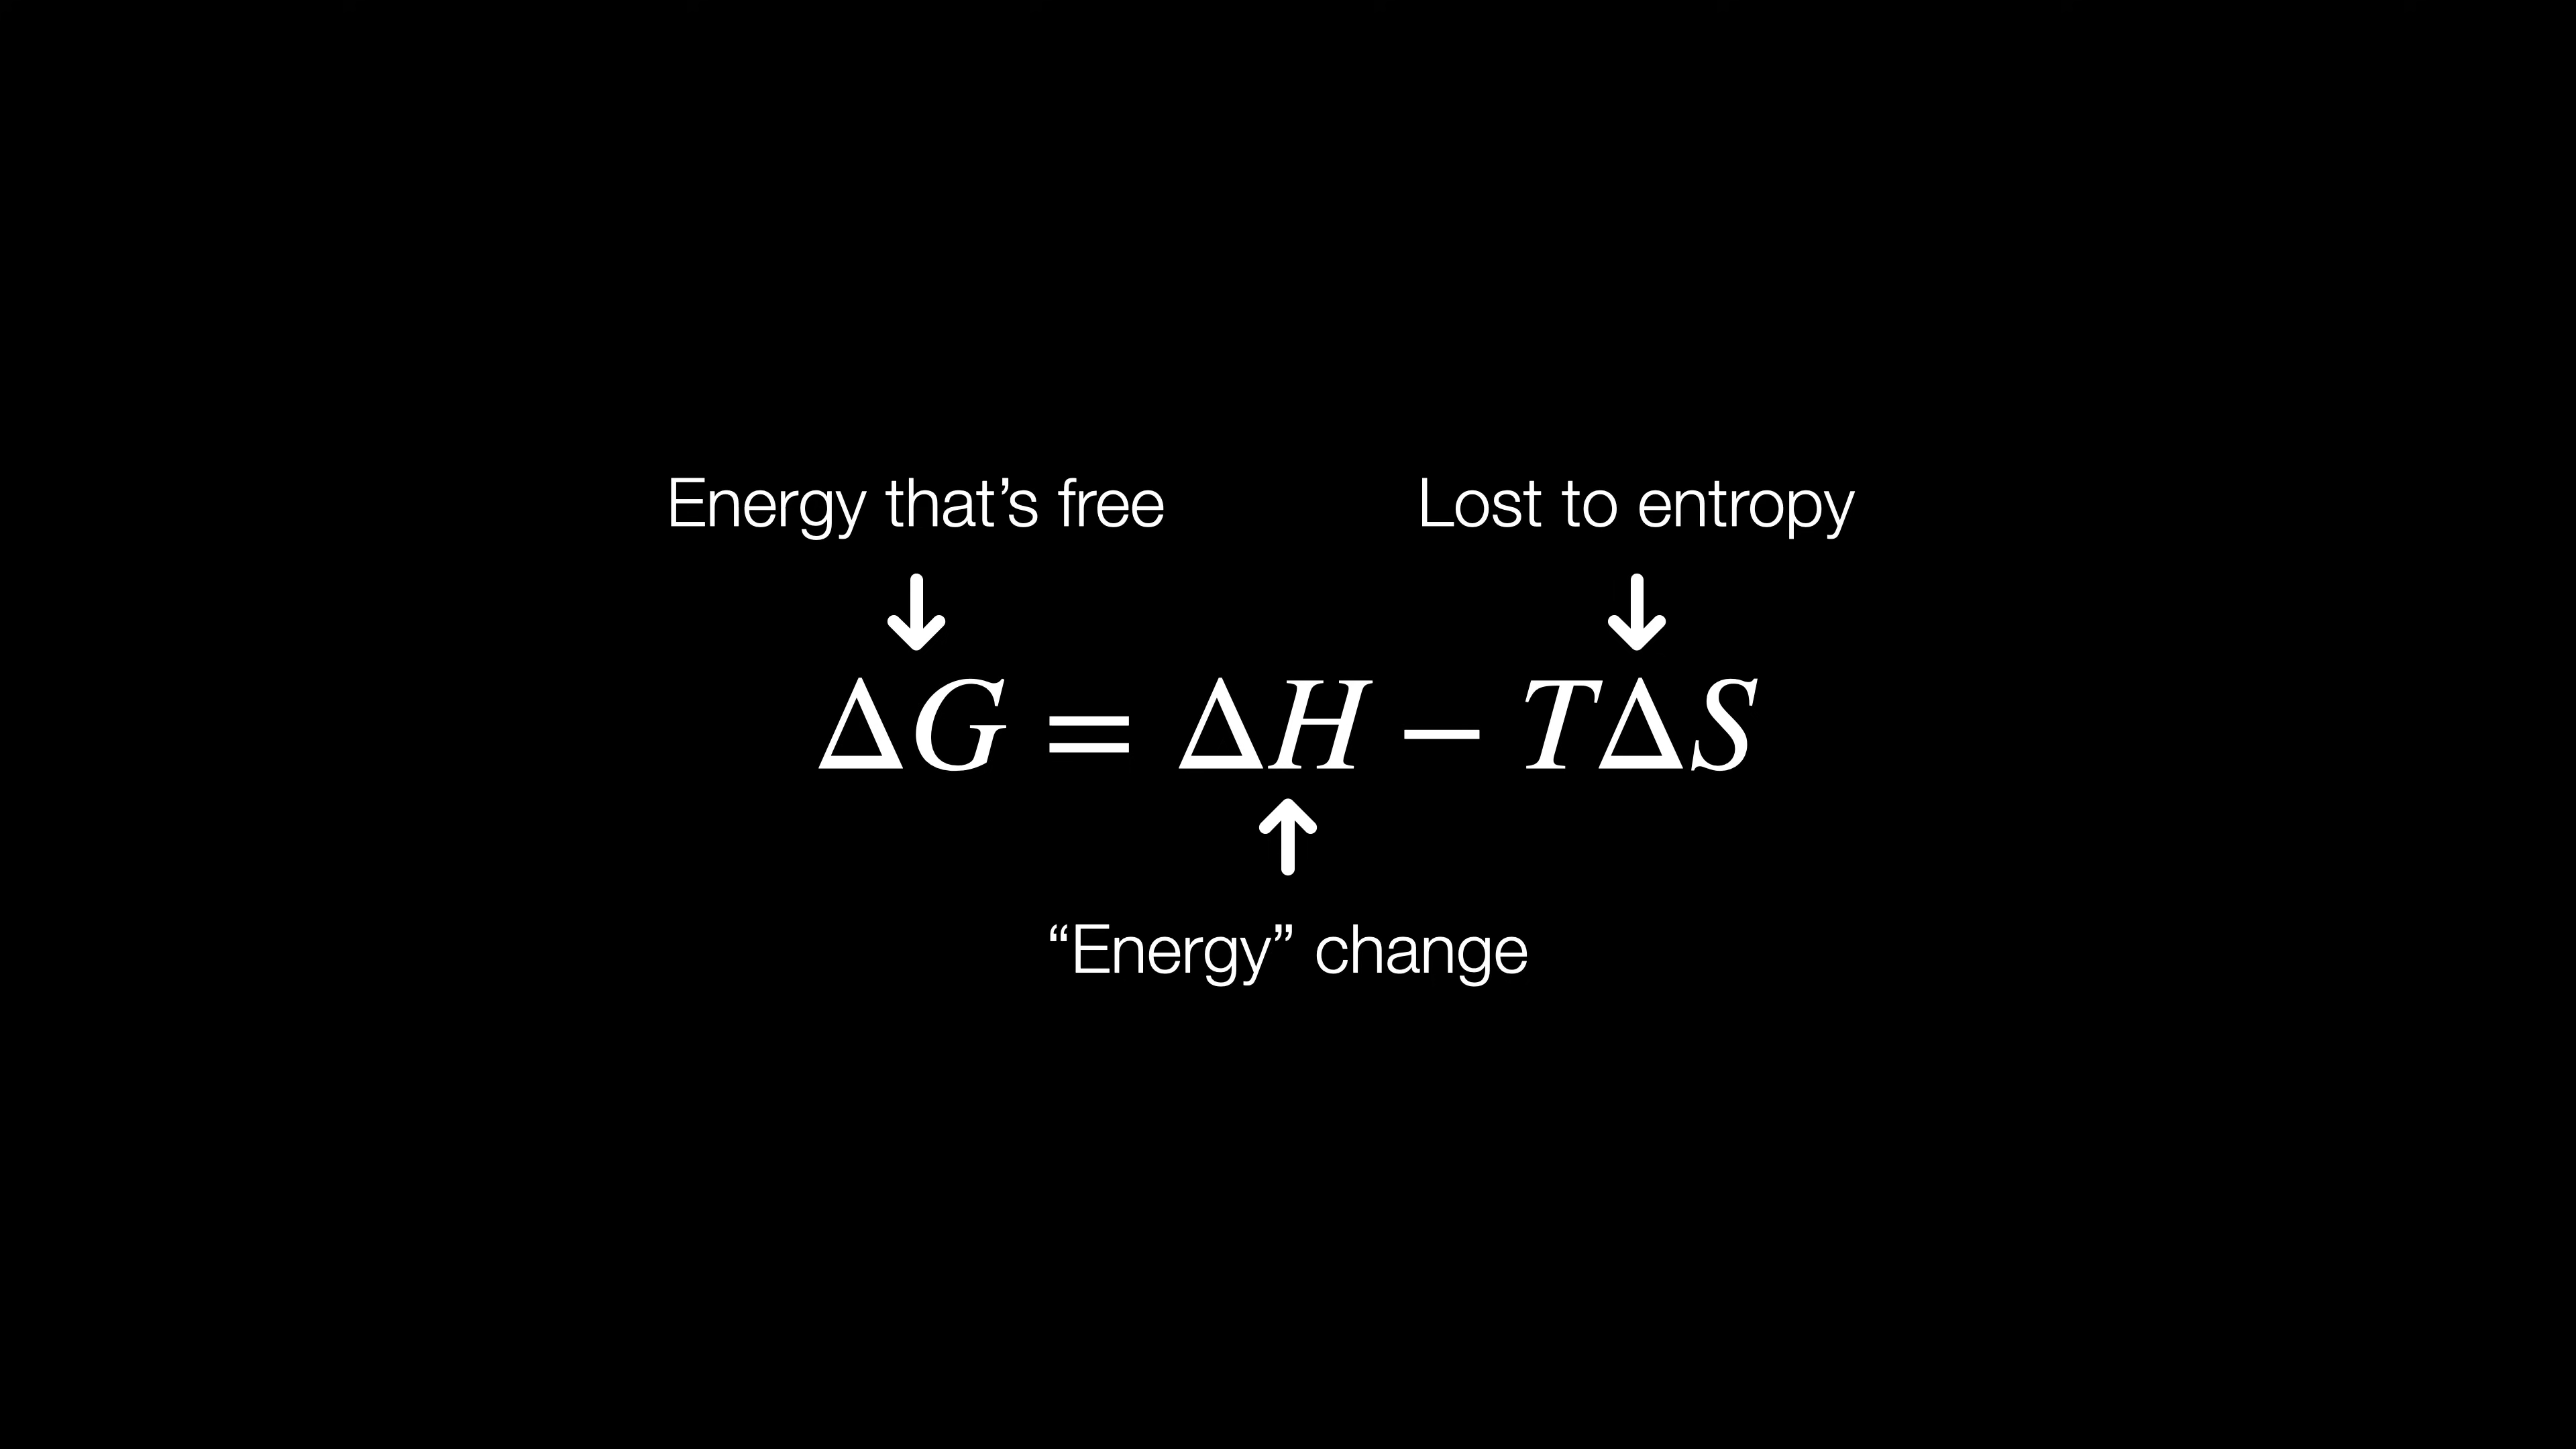 Energy that’s free
Lost to entropy
ΔG = ΔH − TΔS
“Energy” change